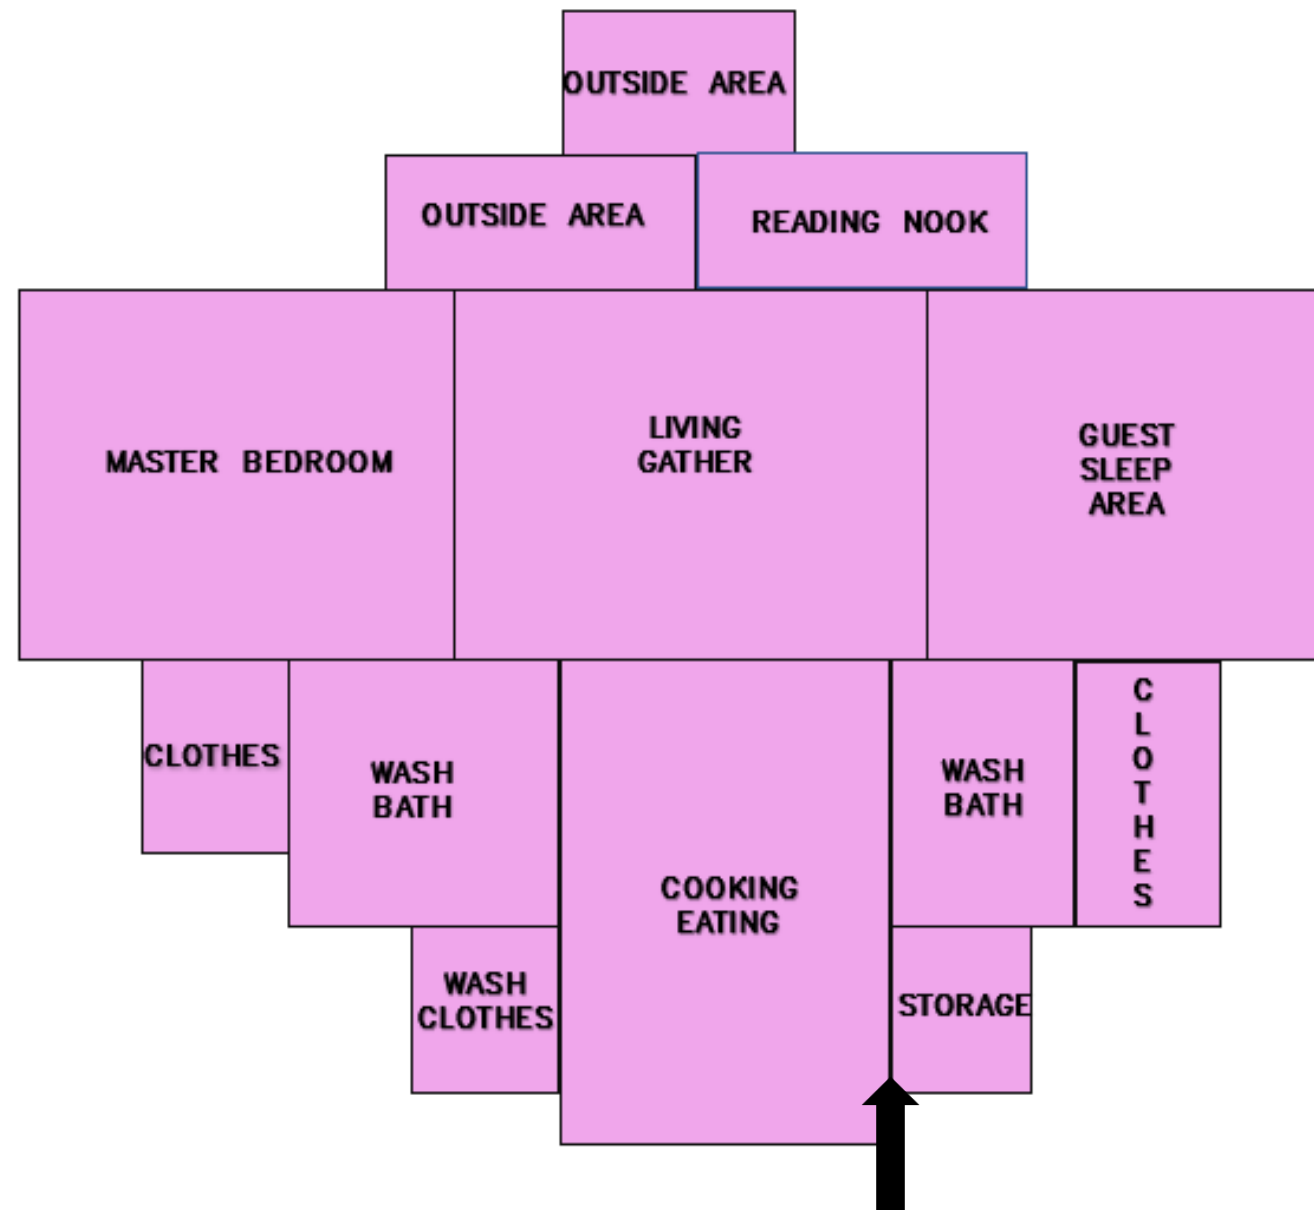 OUTSIDE AREA
OUTSIDE AREA
READING NOOK
MASTER BEDROOM
LIVING
GATHER
GUEST
SLEEP
AREA
CLOTHES
WASH
BATH
COOKING
EATING
WASH
BATH
C
L
O
T
H
E
S
WASH
CLOTHES
STORAGE